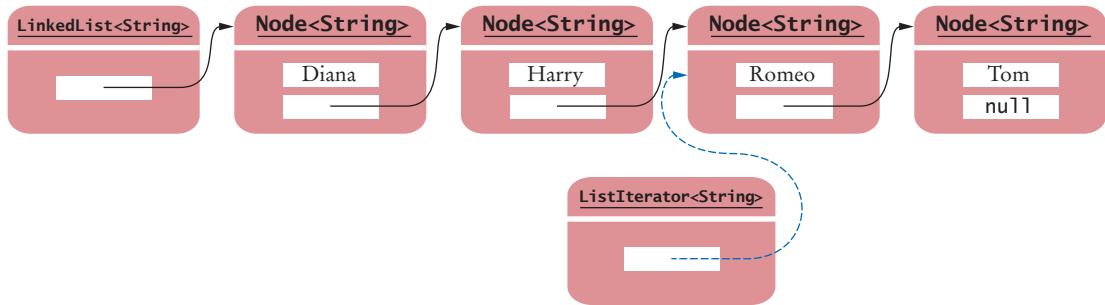 LinkedList<String>
Node<String>
Node<String>
Node<String>
Node<String>
Diana
Harry
Romeo
Tom
null
ListIterator<String>